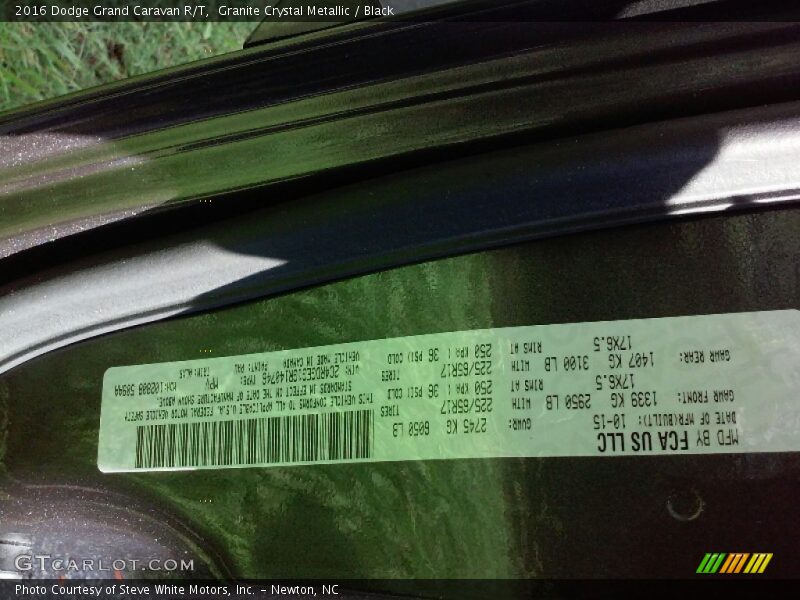 2016 Dodge Grand Caravan R/T, Granite Crystal Metallic / Black
MFD BY FCA US LLC
DATE OF MFR(BUILT): 10-15 GVWR: 2745 KG 6050 LB
GAWR FRONT: 1339 KG 2950 LB WITH TIRES 225/65R17
17X6.5 RIMS AT 250 KPA ( 36 PSI) COLD
GAWR REAR: 1407 KG 3100 LB WITH TIRES 225/65R17
17X6.5 RIMS AT 250 KPA ( 36 PSI) COLD
THIS VEHICLE CONFORMS TO ALL APPLICABLE U.S.A. FEDERAL MOTOR VEHICLE SAFETY
STANDARDS IN EFFECT ON THE DATE OF MANUFACTURE SHOWN ABOVE.
TYPE: MPV
VEHICLE MADE IN CANADA PAINT: PAU
GTCARLOT.COM
Photo Courtesy of Steve White Motors, Inc. – Newton, NC